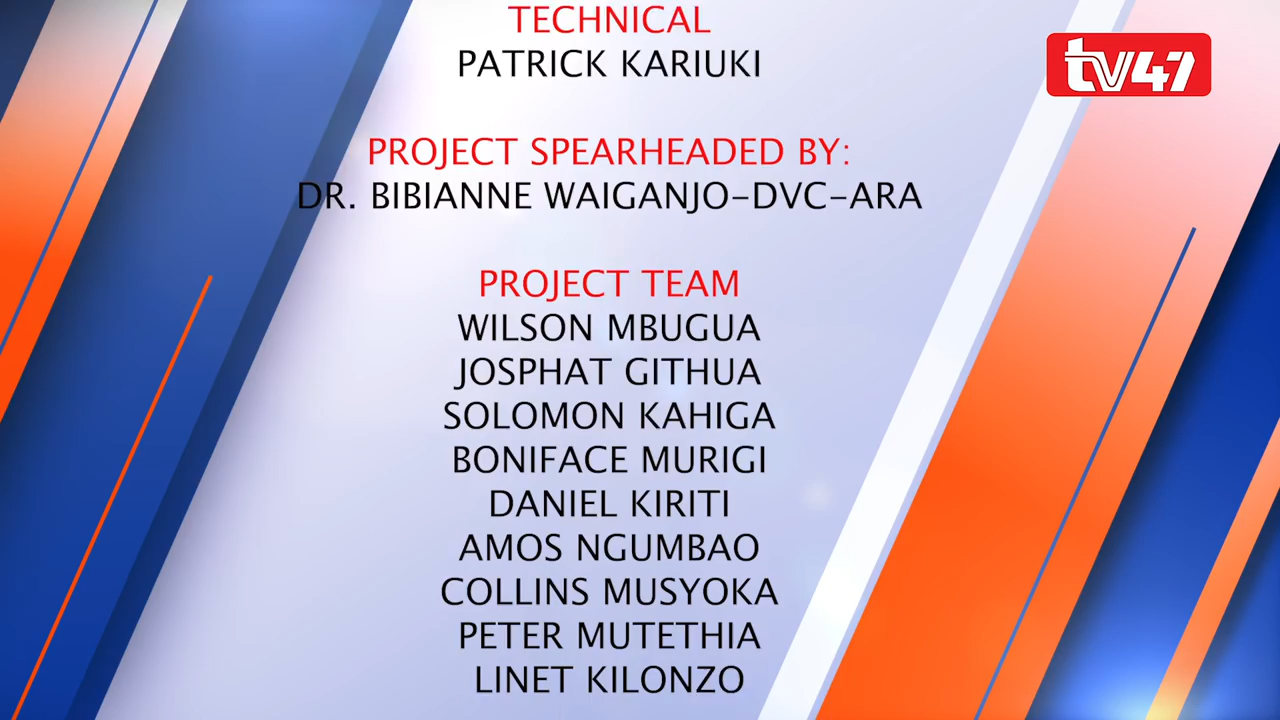 TECHNICAL
PATRICK KARIUKI
tv47
PROJECT SPEARHEADED BY:
DR. BIBIANNE WAIGANJO-DVC-ARA
PROJECT TEAM
WILSON MBUGUA
JOSPHAT GITHUA
SOLOMON KAHIGA
BONIFACE MURIGI
DANIEL KIRITI
AMOS NGUMBAO
COLLINS MUSYOKA
PETER MUTETHIA
LINET KILONZO